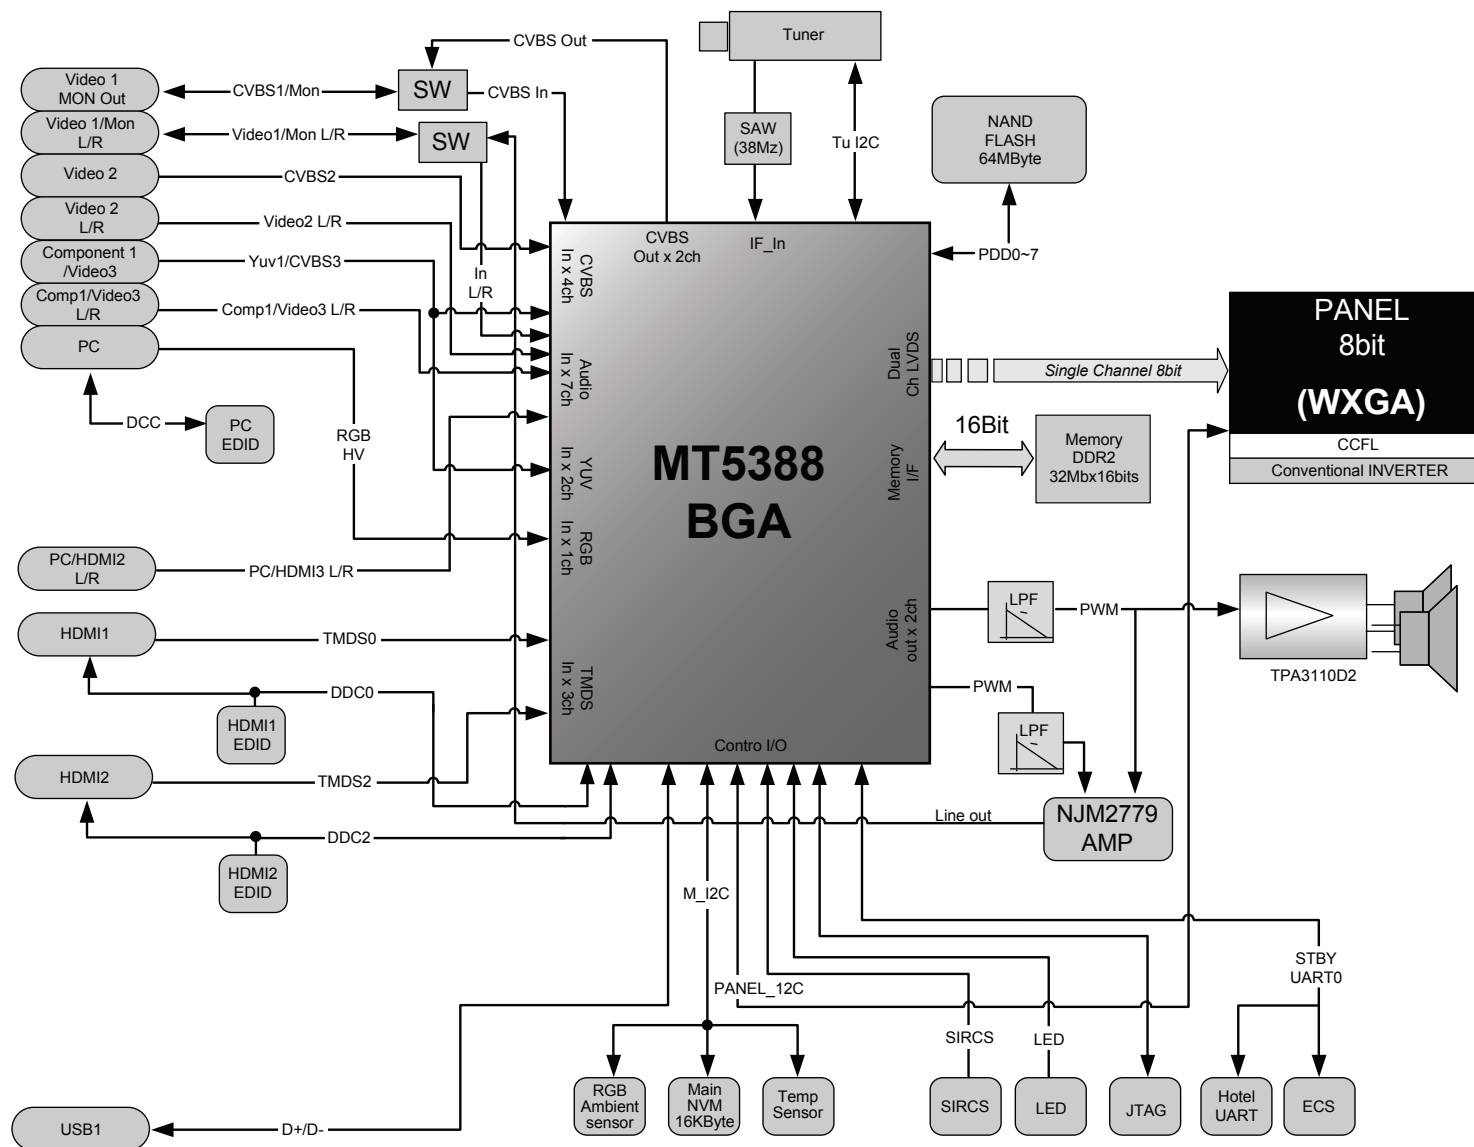 CVBS Out
Tuner
Video 1
MON Out
CVBS1/Mon
SW
CVBS In
Video 1/Mon
L/R
Video1/Mon L/R
SW
SAW
(38Mz)
Tu I2C
NAND
FLASH
64MByte
Video 2
CVBS2
Video 2
L/R
Video2 L/R
CVBS
Out x 2ch
IF_In
PDD0~7
Component 1
/Video3
Yuv1/CVBS3
In
L/R
CVBS
In x 4ch
Comp1/Video3
L/R
Comp1/Video3 L/R
PANEL
8bit
(WXGA)
CCFL
Conventional INVERTER
PC
Audio
In x 7ch
Dual
Ch LVDS
Single Channel 8bit
DCC
PC
EDID
RGB
HV
YUV
In x 2ch
MT5388
BGA
Memory
I/F
16Bit
Memory
DDR2
32Mbx16bits
RGB
In x 1ch
PC/HDMI2
L/R
PC/HDMI3 L/R
HDMI1
TMDS0
Audio
out x 2ch
LPF
PWM
TPA3110D2
DDC0
TMDS
In x 3ch
PWM
HDMI1
EDID
LPF
Contro I/O
HDMI2
TMDS2
Line out
NJM2779
AMP
DDC2
HDMI2
EDID
M_I2C
STBY
UART0
PANEL_12C
SIRCS
LED
RGB
Ambient
sensor
Main
NVM
16KByte
Temp
Sensor
SIRCS
LED
JTAG
Hotel
UART
ECS
USB1
D+/D-